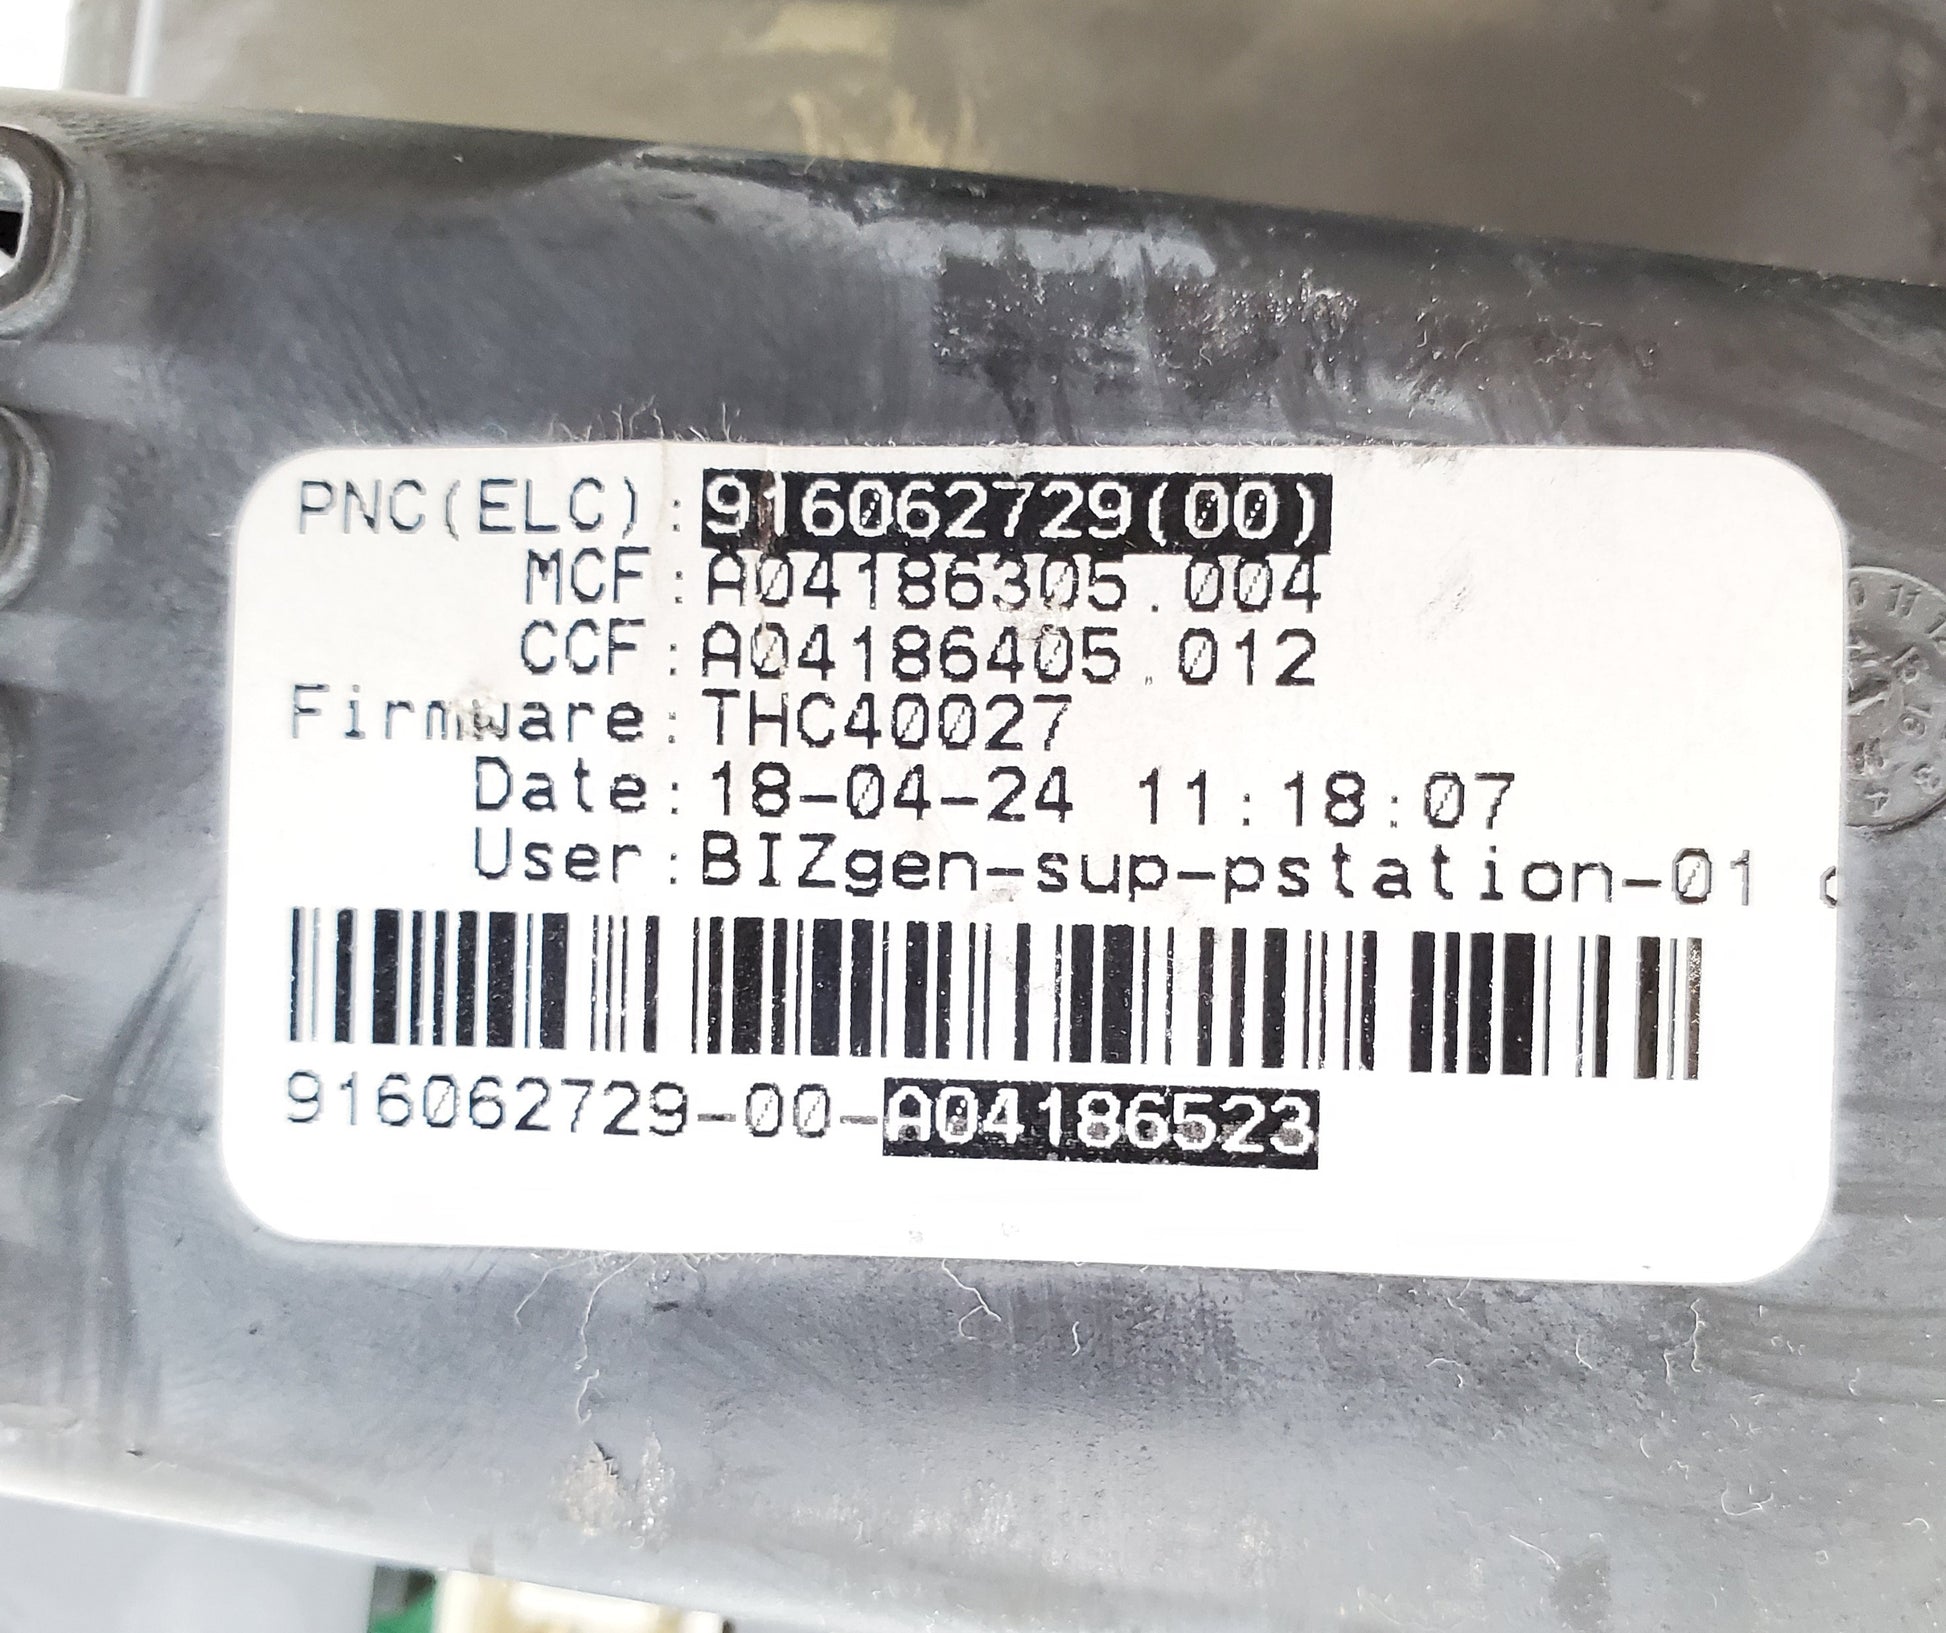 PNC(ELC):916062729(00)
MCF:A04186305.004
CCF:A04186405.012
Firmware:THC40027
Date:18-04-24 11:18:07
User:BIZgen-sup-pstation-01
916062729-00-A04186523